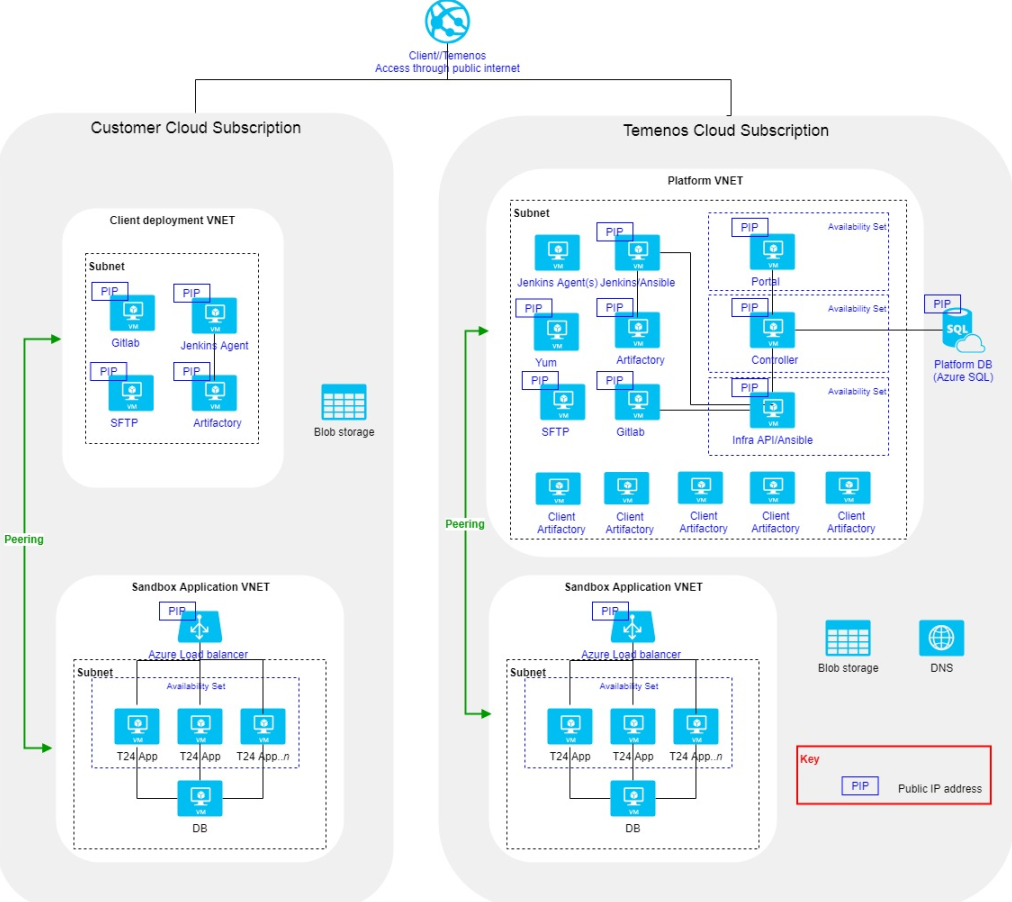 Client//Temenos
Access through public internet
Customer Cloud Subscription
Client deployment VNET
Subnet
PIP
VM
Gitlab
PIP
VM
Jenkins Agent
PIP
VM
SFTP
PIP
VM
Artifactory
Blob storage
Peering
Sandbox Application VNET
PIP
Azure Load balancer
Subnet
Availability Set
VM
VM
VM
T24 App
T24 App
T24 App..n
VM
DB
Temenos Cloud Subscription
Platform VNET
Subnet
VM
Jenkins Agent(s)
PIP
VM
Jenkins/Ansible
PIP
Availability Set
VM
Portal
PIP
VM
Yum
PIP
VM
Artifactory
PIP
Availability Set
VM
Controller
PIP
SQL
Platform DB
(Azure SQL)
PIP
VM
SFTP
PIP
VM
Gitlab
PIP
Availability Set
VM
Infra API/Ansible
VM
VM
VM
VM
VM
Client
Artifactory
Client
Artifactory
Client
Artifactory
Client
Artifactory
Client
Artifactory
Peering
Sandbox Application VNET
PIP
Azure Load balancer
Subnet
Availability Set
VM
VM
VM
T24 App
T24 App
T24 App..n
VM
DB
Blob storage
DNS
Key
PIP
Public IP address